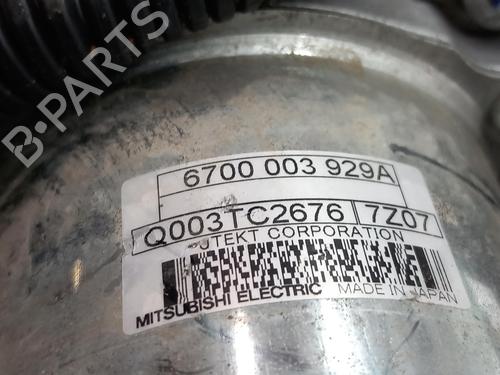 B-PARTS
6700 003 929A
Q003TC2676 7Z07
JTEKT CORPORATION
MITSUBISHI ELECTRIC MADE IN JAPAN